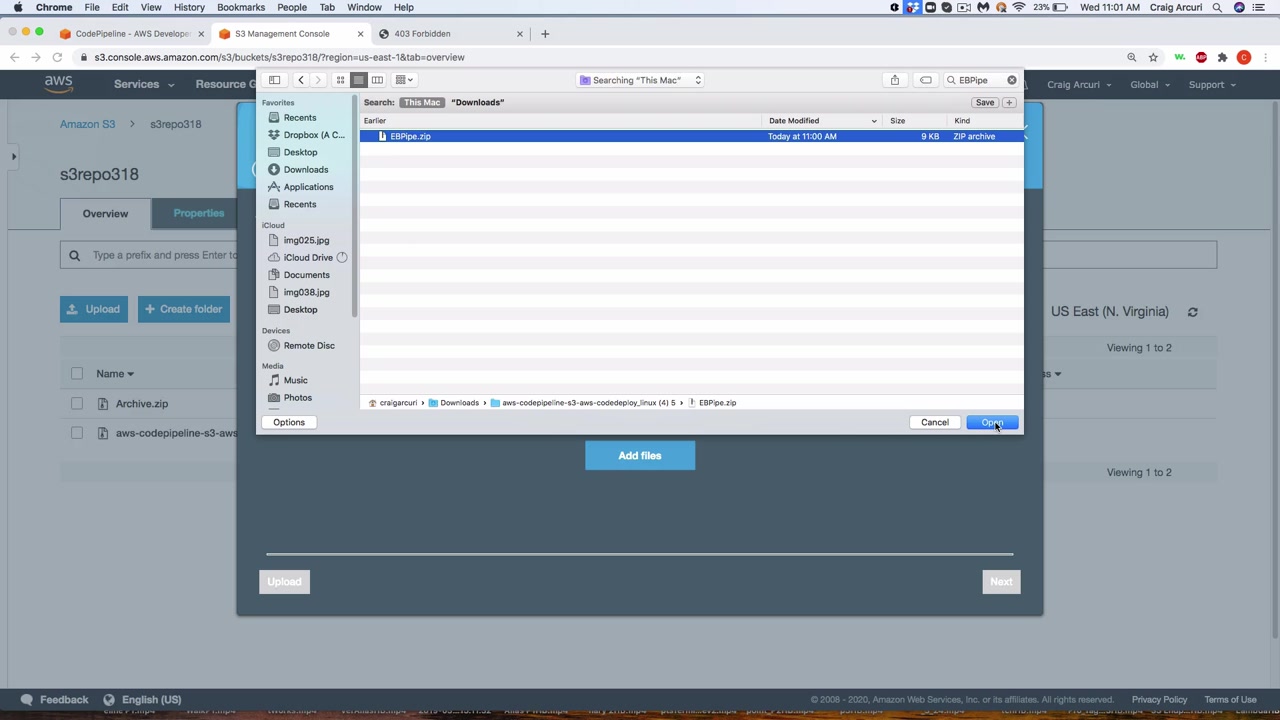 Chrome File Edit View History Bookmarks People Tab Window Help 23% Wed 11:01 AM Craig Arcuri
CodePipeline - AWS Develope × S3 Management Console × 403 Forbidden × +
s3.console.aws.amazon.com/s3/buckets/s3repo318/?region=us-east-1&tab=overview
aws Services Resource G Craig Arcuri Global Support
Searching “This Mac” EBPipe
Search: This Mac “Downloads” Save +
Favorites
Recents
Dropbox (A C...
Desktop
Downloads
Applications
Recents
iCloud
img025.jpg
iCloud Drive
Documents
img038.jpg
Desktop
Devices
Remote Disc
Media
Music
Photos
Earlier Date Modified Size Kind
EBPipe.zip Today at 11:00 AM 9 KB ZIP archive
craigarcuri › Downloads › aws-codepipeline-s3-aws-codedeploy_linux (4) 5 › EBPipe.zip
Options Cancel Open
Amazon S3 s3repo318
s3repo318
Overview Properties
Type a prefix and press Enter to
Upload + Create folder US East (N. Virginia)
Viewing 1 to 2
Name ss
Archive.zip
aws-codepipeline-s3-aws
Viewing 1 to 2
Add files
Upload Next
Feedback English (US) © 2008 - 2020, Amazon Web Services, Inc. or its affiliates. All rights reserved. Privacy Policy Terms of Use